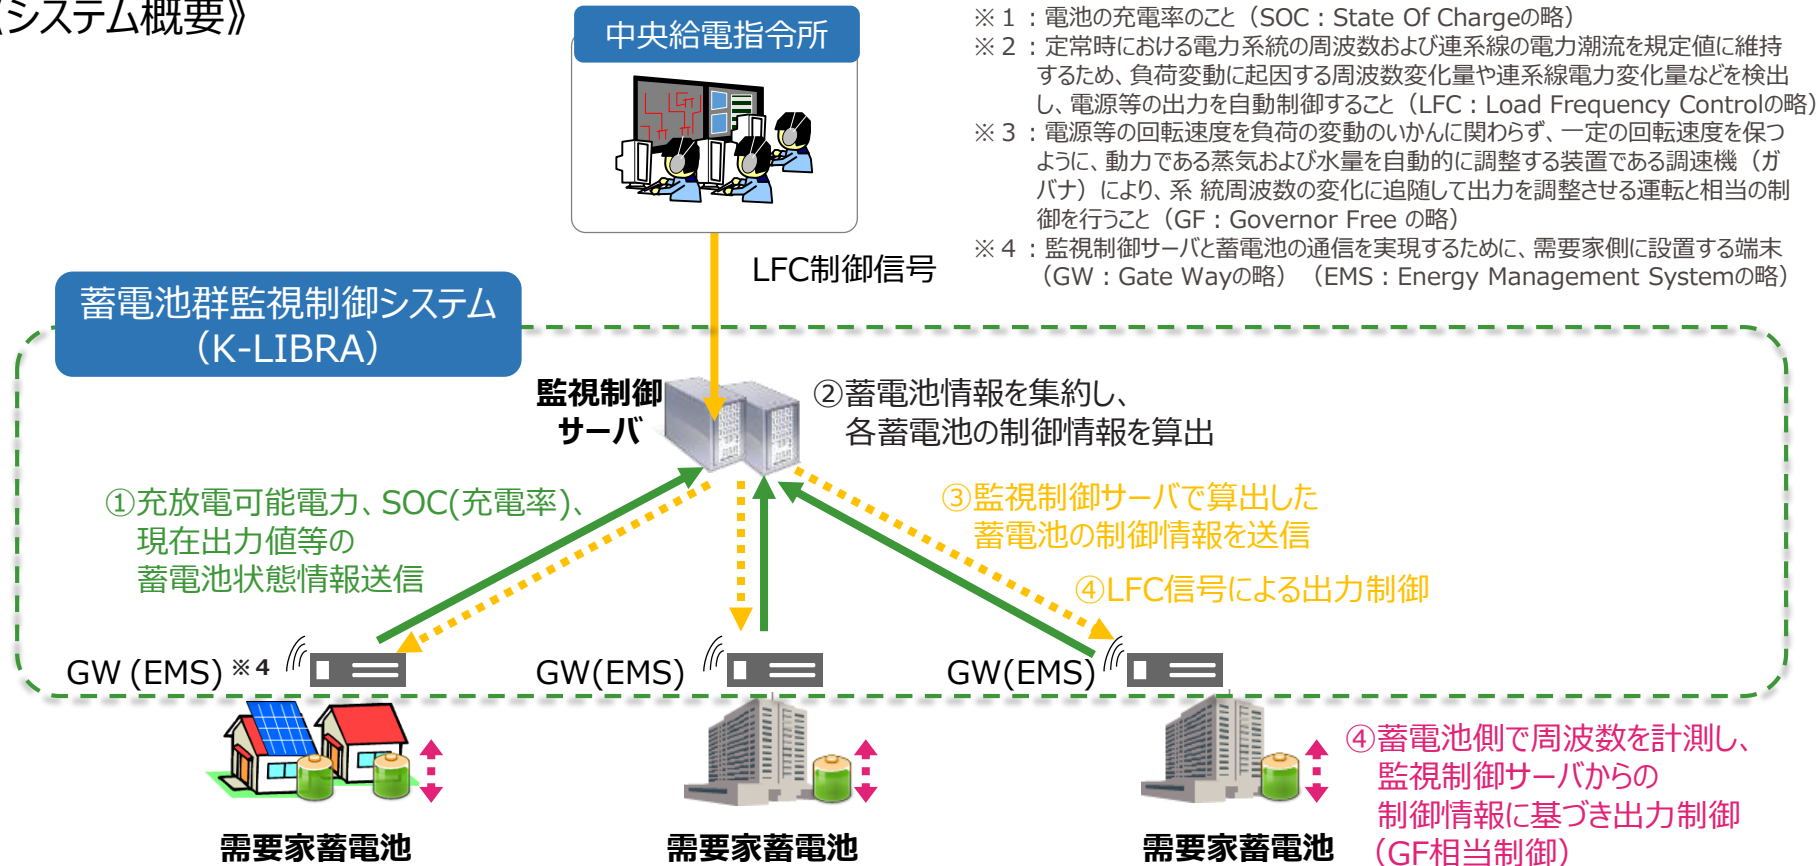 《システム概要》
中央給電指令所
※１：電池の充電率のこと（SOC：State Of Chargeの略）
※２：定常時における電力系統の周波数および連系線の電力潮流を規定値に維持
するため、負荷変動に起因する周波数変化量や連系線電力変化量などを検出
し、電源等の出力を自動制御すること（LFC：Load Frequency Controlの略）
※３：電源等の回転速度を負荷の変動のいかんに関わらず、一定の回転速度を保つ
ように、動力である蒸気および水量を自動的に調整する装置である調速機（ガ
バナ）により、系 統周波数の変化に追随して出力を調整させる運転と相当の制
御を行うこと（GF：Governor Free の略）
※４：監視制御サーバと蓄電池の通信を実現するために、需要家側に設置する端末
（GW：Gate Wayの略）（EMS：Energy Management Systemの略）
LFC制御信号
蓄電池群監視制御システム
（K-LIBRA）
監視制御
サーバ
②蓄電池情報を集約し、
各蓄電池の制御情報を算出
①充放電可能電力、SOC(充電率)、
現在出力値等の
蓄電池状態情報送信
③監視制御サーバで算出した
蓄電池の制御情報を送信
④LFC信号による出力制御
GW (EMS) ※４
GW(EMS)
GW(EMS)
④蓄電池側で周波数を計測し、
監視制御サーバからの
制御情報に基づき出力制御
（GF相当制御）
需要家蓄電池
需要家蓄電池
需要家蓄電池